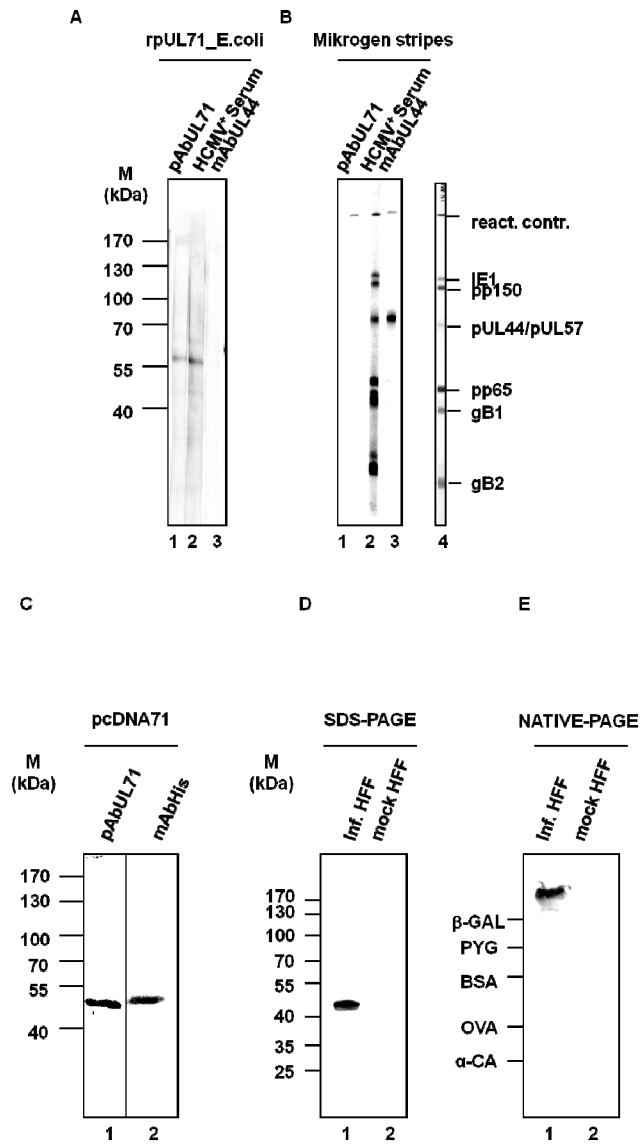 A
rpUL71_E.coli
pAbUL71
HCMV+ Serum
mAbUL44
M
(kDa)
170
130
100
70
55
40
1 2 3
B
Mikrogen stripes
pAbUL71
HCMV+ Serum
mAbUL44
react. contr.
IE1
pp150
pUL44/pUL57
pp65
gB1
gB2
1 2 3 4
C
pcDNA71
M
(kDa)
pAbUL71
mAbHis
170
130
100
70
55
40
1 2
D
SDS-PAGE
M
(kDa)
Inf. HFF
mock HFF
170
130
100
70
55
40
35
25
1 2
E
NATIVE-PAGE
Inf. HFF
mock HFF
β-GAL
PYG
BSA
OVA
α-CA
1 2